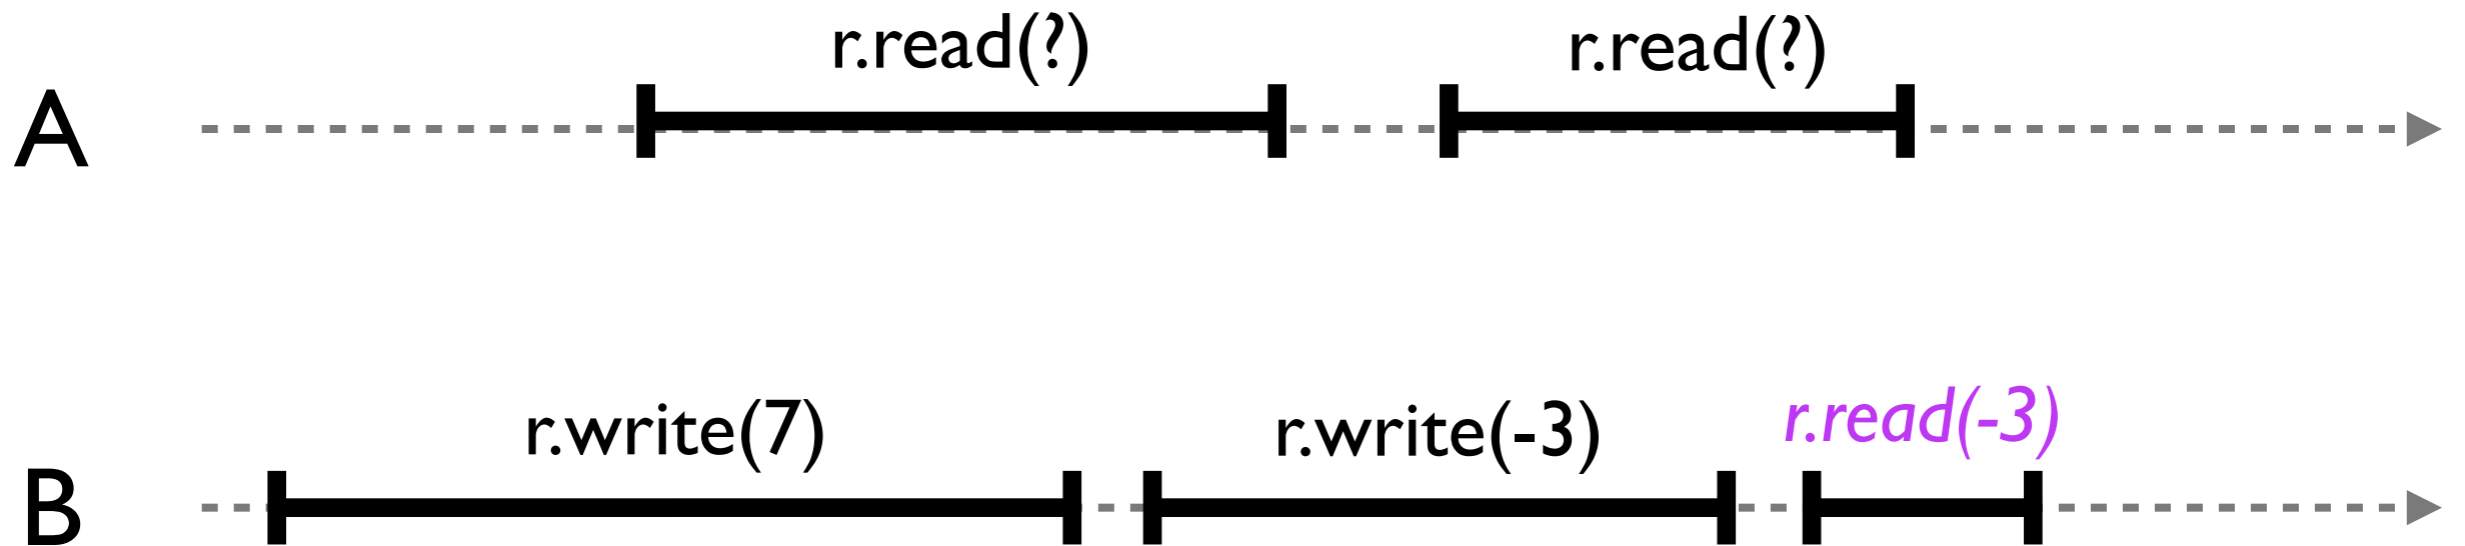 r.read(?) r.read(?)
A
r.write(7) r.write(-3) r.read(-3)
B